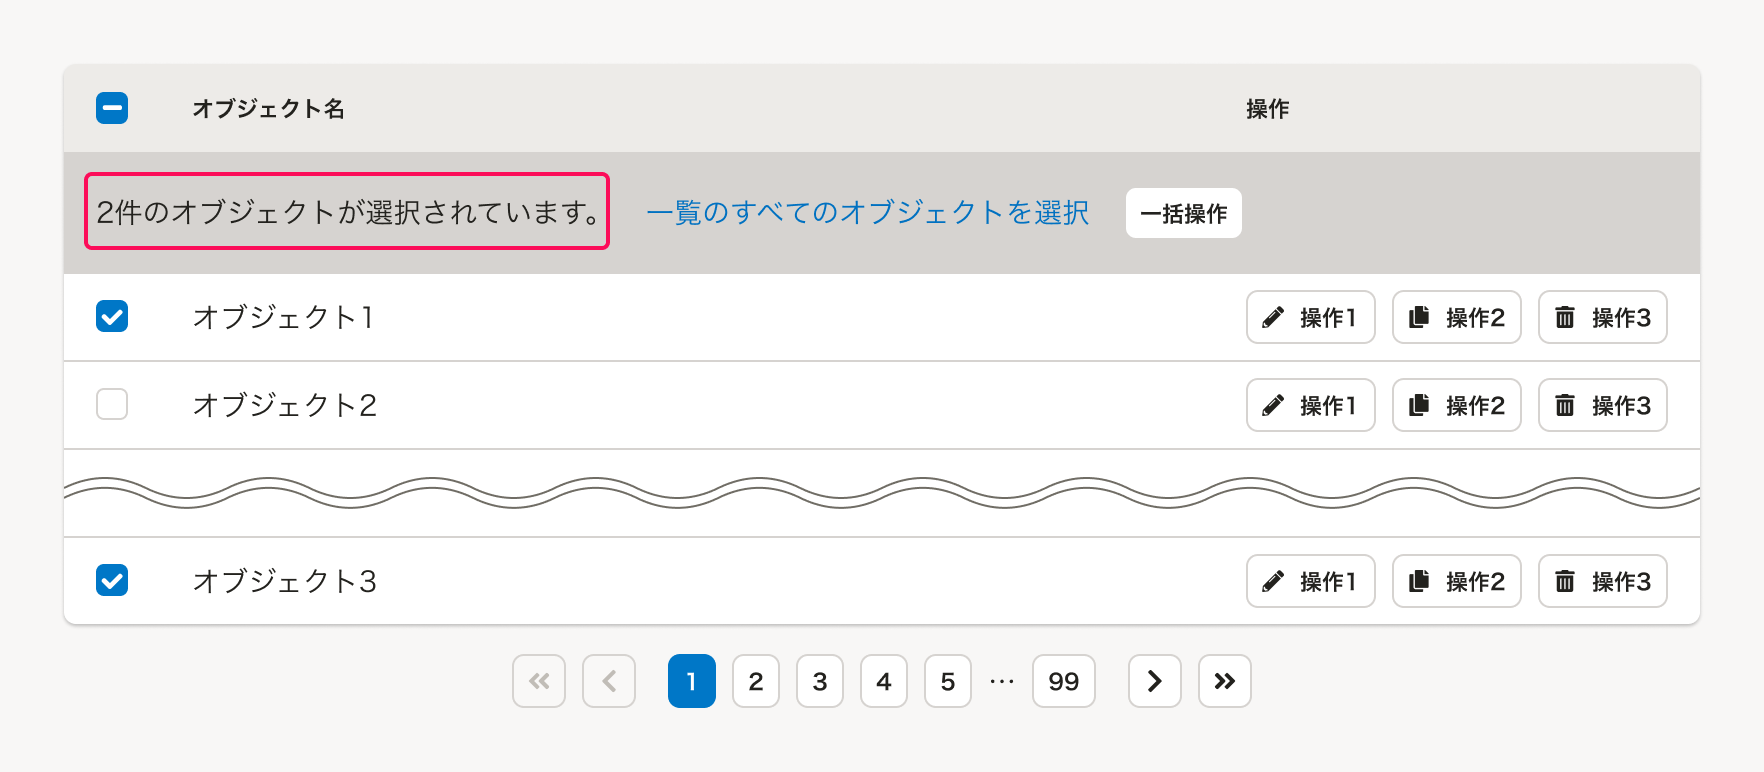 オブジェクト名 操作
2件のオブジェクトが選択されています。 一覧のすべてのオブジェクトを選択 一括操作
オブジェクト1 操作1 操作2 操作3
オブジェクト2 操作1 操作2 操作3
オブジェクト3 操作1 操作2 操作3
1 2 3 4 5 … 99